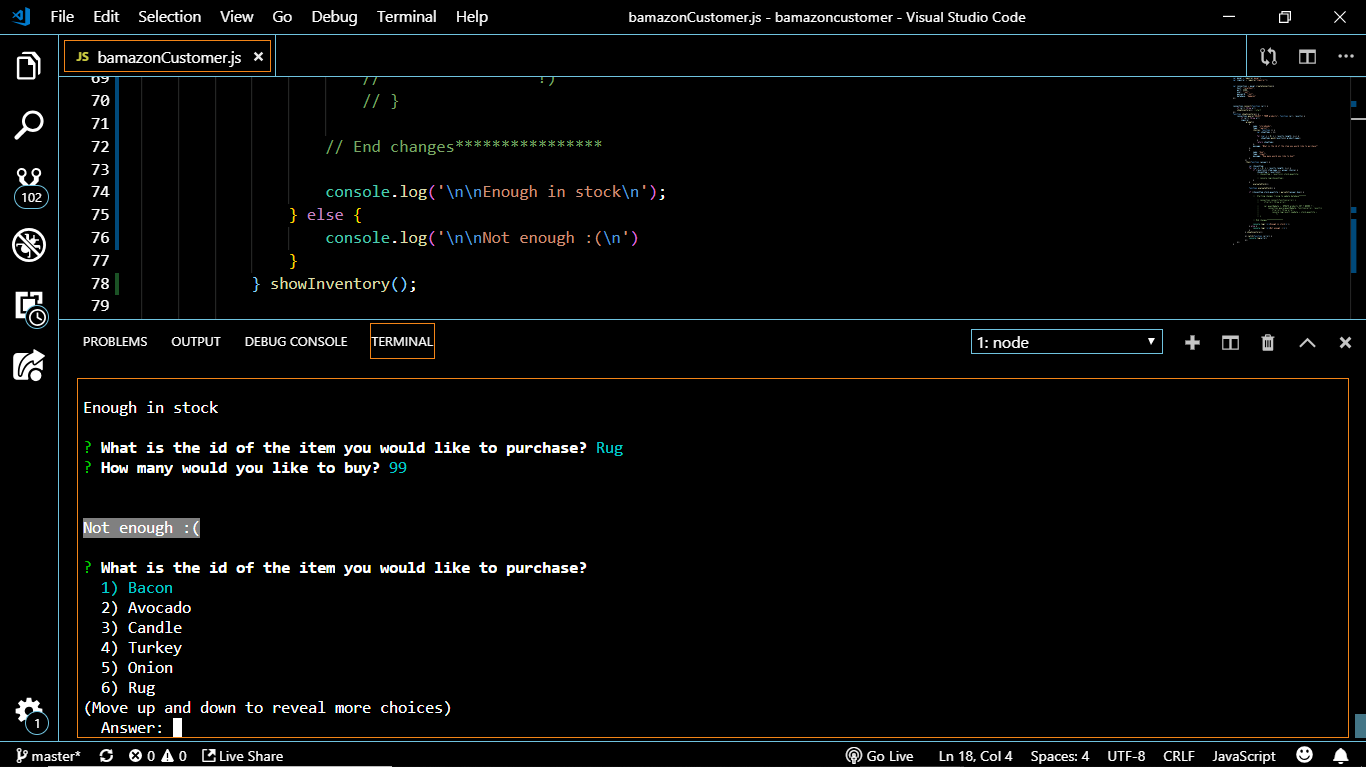 File Edit Selection View Go Debug Terminal Help bamazonCustomer.js - bamazoncustomer - Visual Studio Code
JS bamazonCustomer.js ×
69 // !)
70 // }
71
72 // End changes****************
73
74 console.log('\n\nEnough in stock\n');
75 } else {
76 console.log('\n\nNot enough :(\n')
77 }
78 } showInventory();
79
102
PROBLEMS OUTPUT DEBUG CONSOLE TERMINAL 1: node
Enough in stock
? What is the id of the item you would like to purchase? Rug
? How many would you like to buy? 99
Not enough :(
? What is the id of the item you would like to purchase?
1) Bacon
2) Avocado
3) Candle
4) Turkey
5) Onion
6) Rug
(Move up and down to reveal more choices)
Answer:
1
master* 0 0 Live Share Go Live Ln 18, Col 4 Spaces: 4 UTF-8 CRLF JavaScript